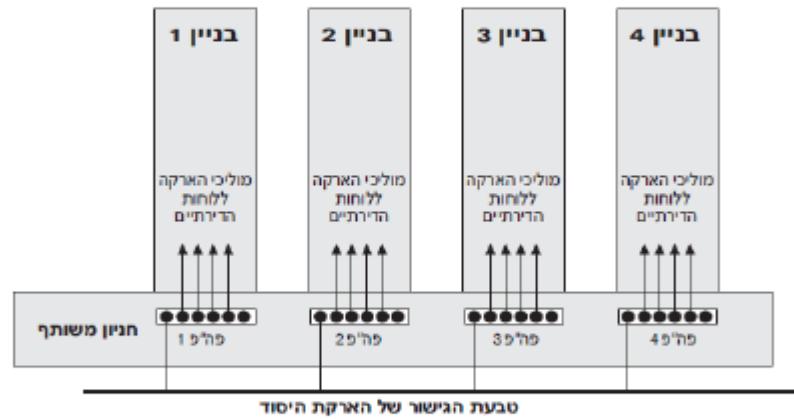 בניין 1
בניין 2
בניין 3
בניין 4
מוליכי הארקה
ללוחות
הדירתיים
מוליכי הארקה
ללוחות
הדירתיים
מוליכי הארקה
ללוחות
הדירתיים
מוליכי הארקה
ללוחות
הדירתיים
חניון משותף
פה"פ 1
פה"פ 2
פה"פ 3
פה"פ 4
טבעת הגישור של הארקת היסוד